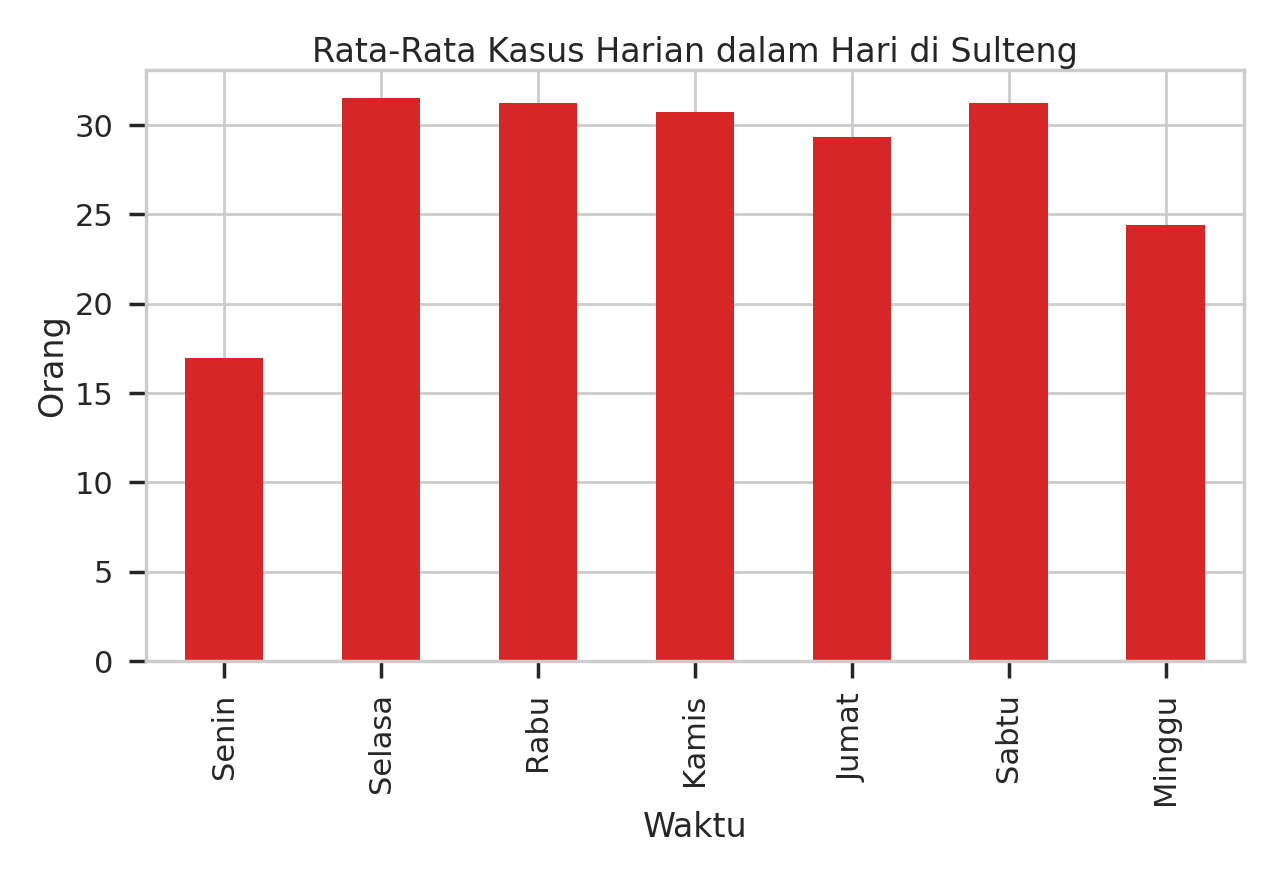 Rata-Rata Kasus Harian dalam Hari di Sulteng
Orang
30
25
20
15
10
5
0
Senin
Selasa
Rabu
Kamis
Jumat
Sabtu
Minggu
Waktu